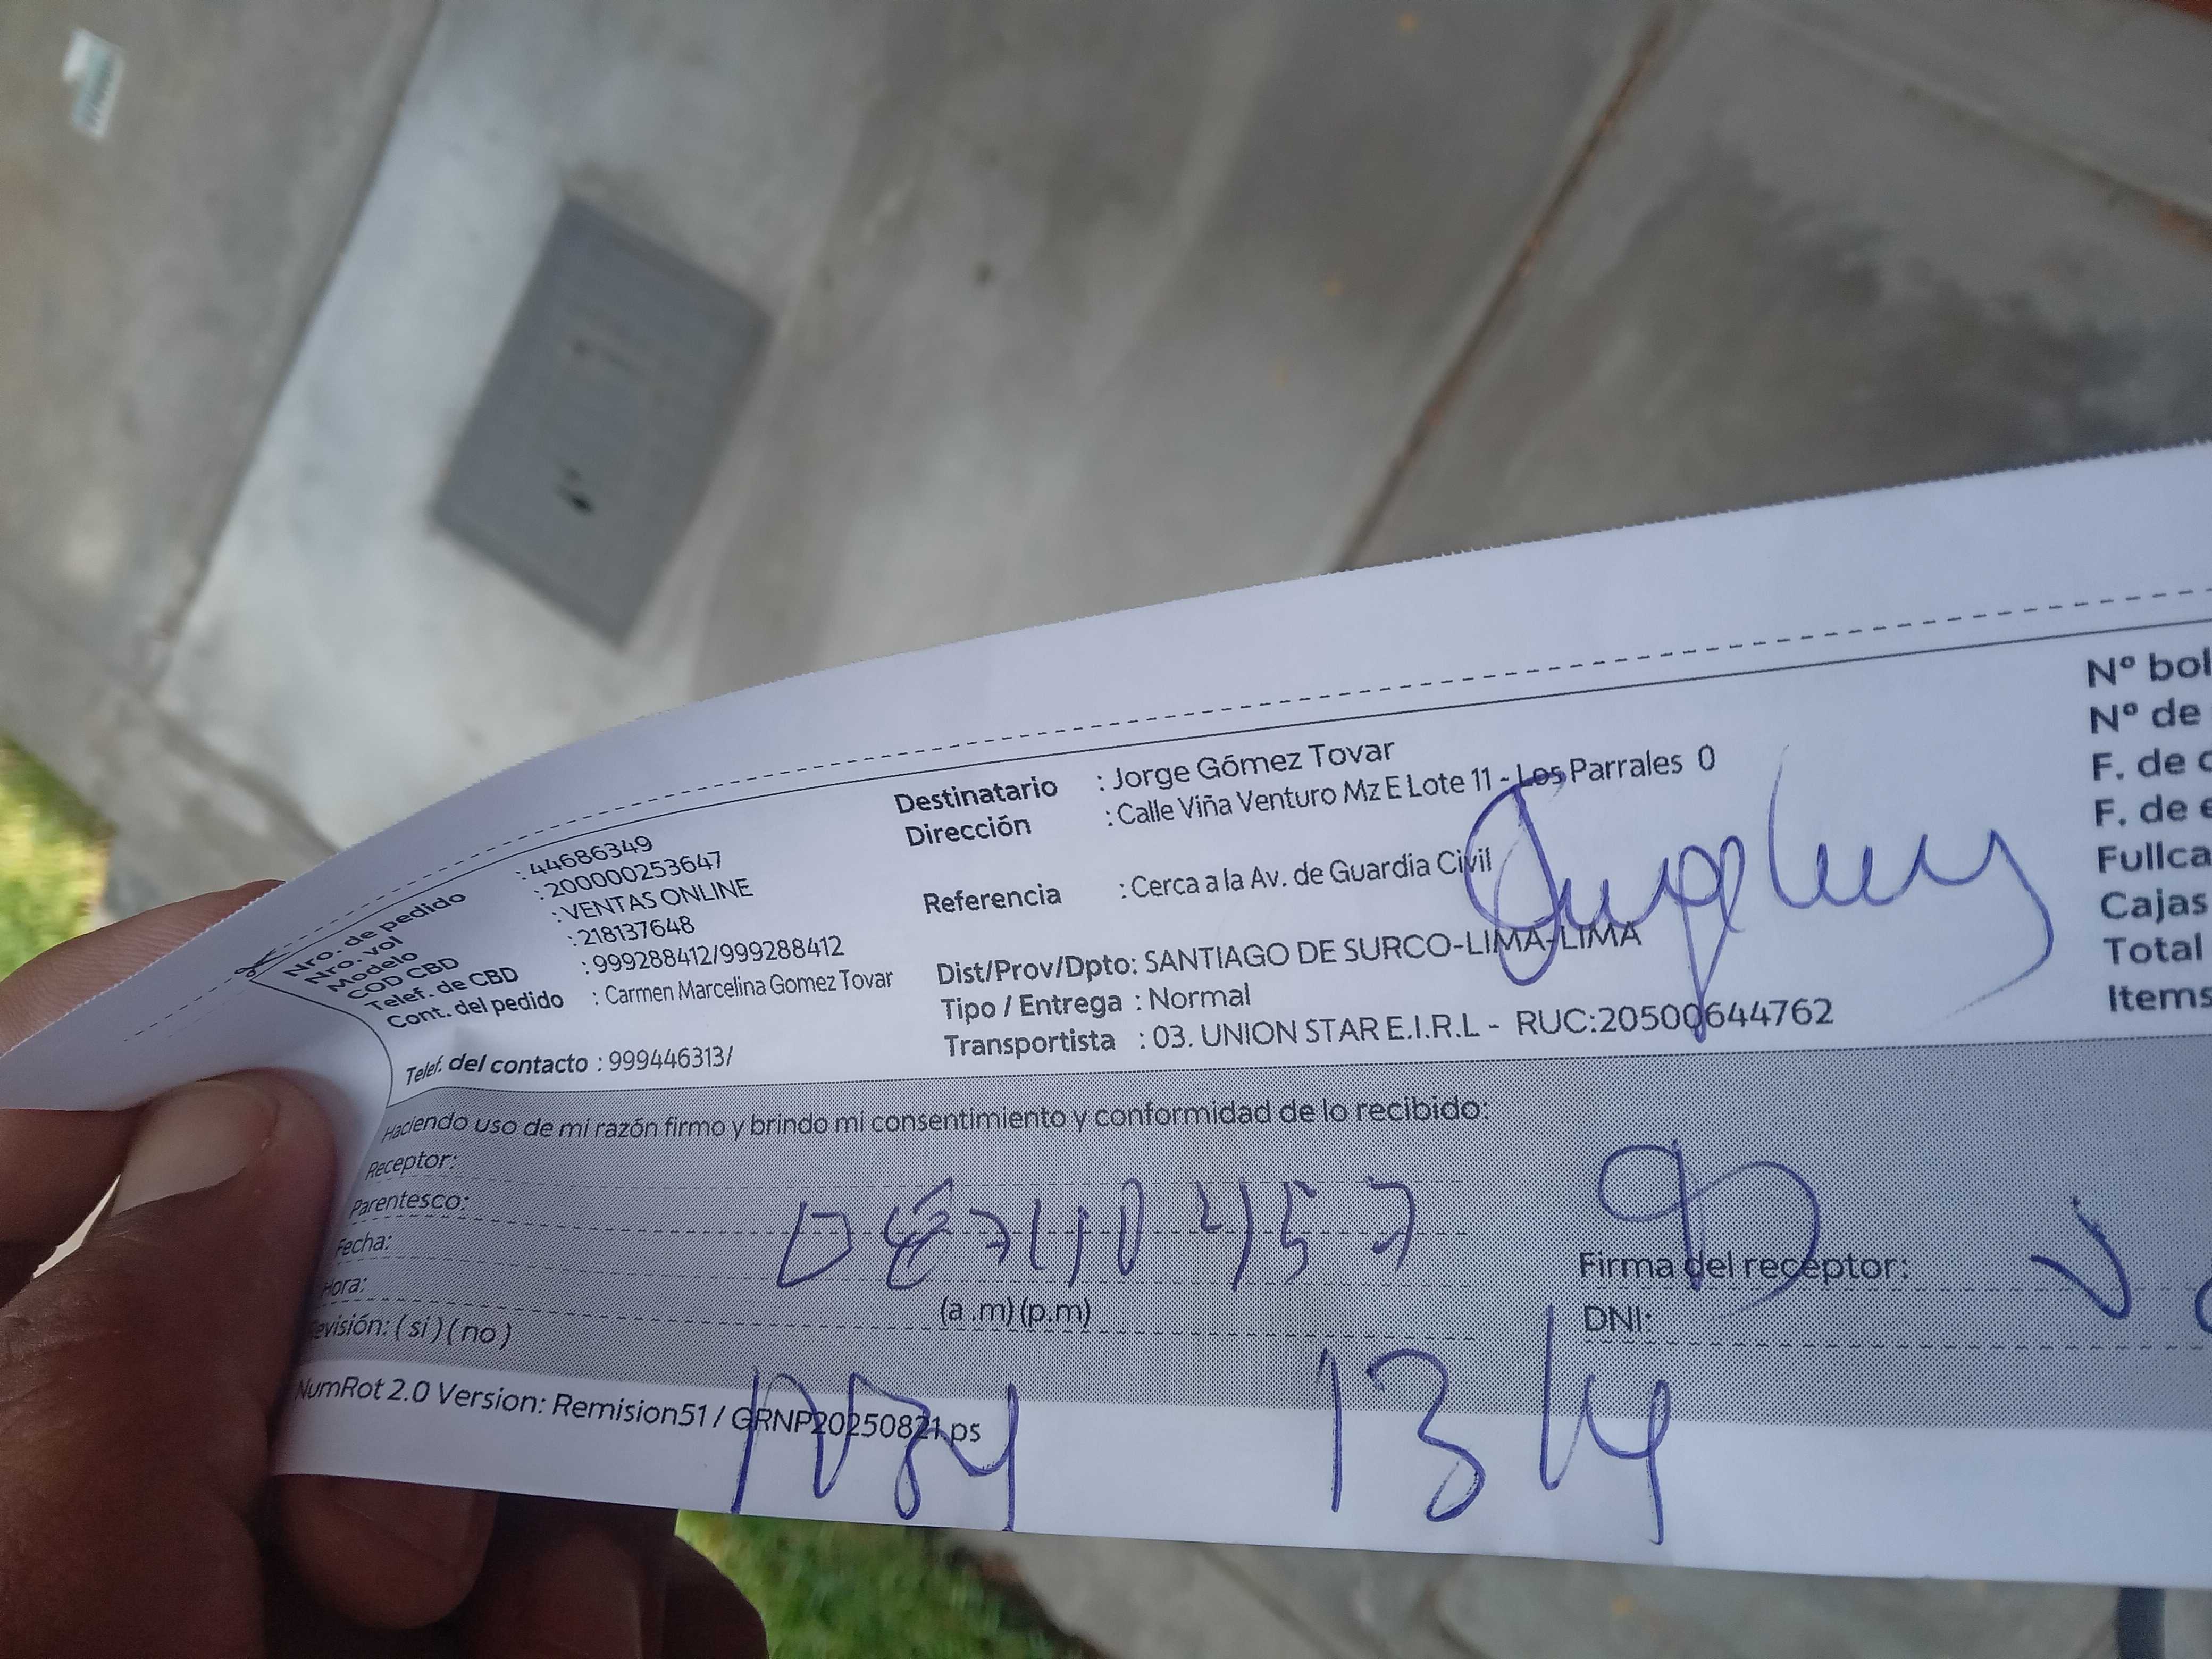 Nro. de pedido : 44686349
Nro. vol : 200000253647
Modelo : VENTAS ONLINE
COD CBD : 218137648
Telef. de CBD : 999288412/999288412
Cont. del pedido : Carmen Marcelina Gomez Tovar
Telef. del contacto : 999446313/
Destinatario : Jorge Gómez Tovar
Dirección : Calle Viña Venturo Mz E Lote 11 - Los Parrales 0
Referencia : Cerca a la Av. de Guardia Civil
Dist/Prov/Dpto: SANTIAGO DE SURCO-LIMA-LIMA
Tipo / Entrega : Normal
Transportista : 03. UNION STAR E.I.R.L - RUC:20500644762
Nº bol
Nº de
F. de
F. de e
Fullca
Cajas
Total
Items
Haciendo uso de mi razón firmo y brindo mi consentimiento y conformidad de lo recibido:
Receptor:
Parentesco:
Fecha:
Hora: (a.m)(p.m)
Revisión: (si) (no)
Firma del receptor:
DNI:
NumRot 2.0 Version: Remision51 / GRNP20250821.ps